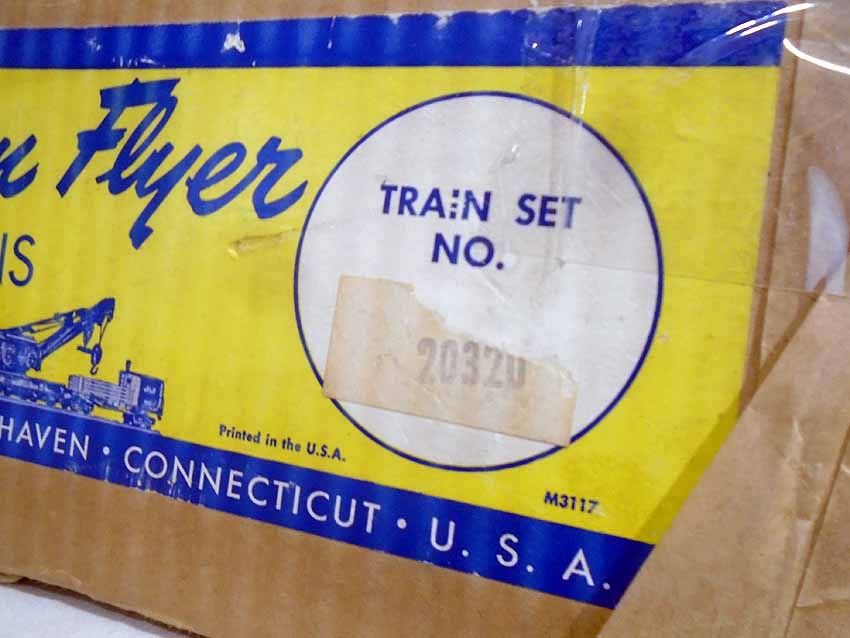 Flyer
TRAIN SET
NO.
20320
Printed in the U.S.A.
M3117
HAVEN • CONNECTICUT • U. S. A.